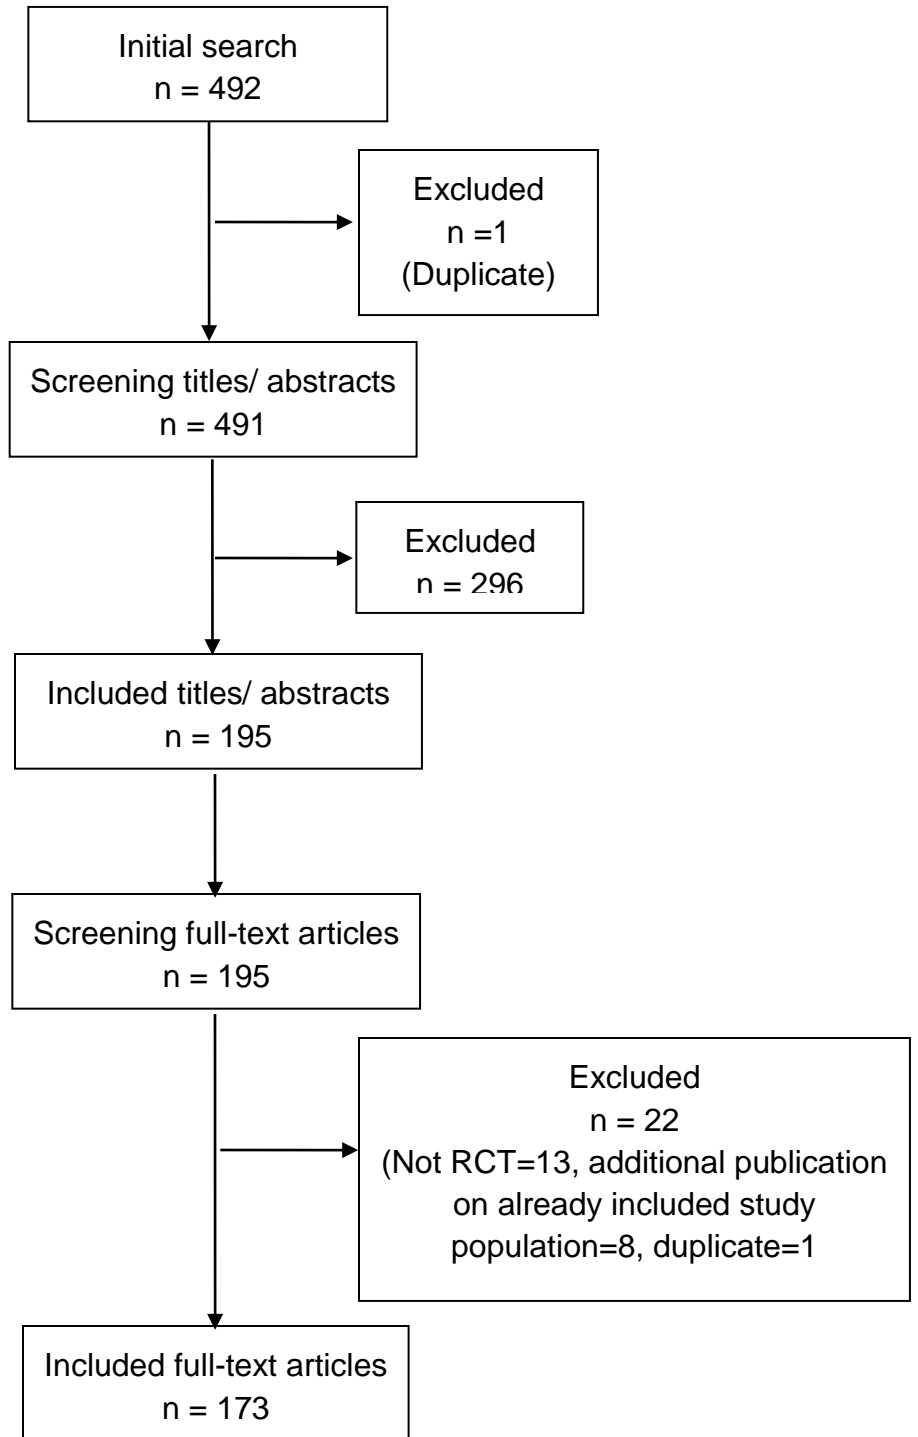 Initial search
n = 492
Excluded
n =1
(Duplicate)
Screening titles/ abstracts
n = 491
Excluded
n = 296
Included titles/ abstracts
n = 195
Screening full-text articles
n = 195
Excluded
n = 22
(Not RCT=13, additional publication
on already included study
population=8, duplicate=1
Included full-text articles
n = 173